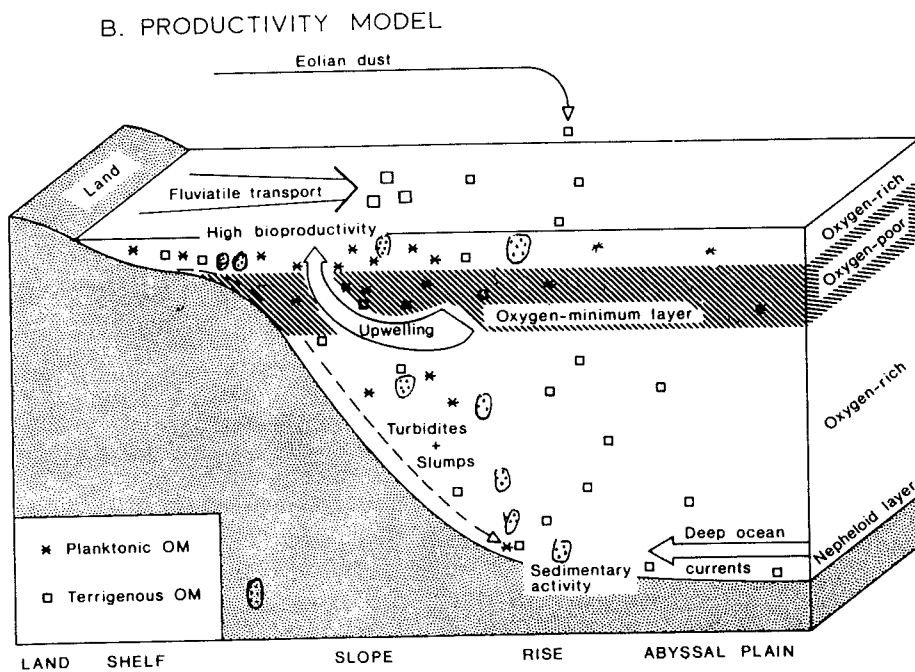 B. PRODUCTIVITY MODEL
Eolian dust
Land
Fluviatile transport
High bioproductivity
Oxygen-rich
Oxygen-poor
Oxygen-minimum layer
Upwelling
Oxygen-rich
Turbidites
+
Slumps
Nepheloid layer
Deep ocean
currents
Sedimentary
activity
Planktonic OM
Terrigenous OM
LAND SHELF SLOPE RISE ABYSSAL PLAIN